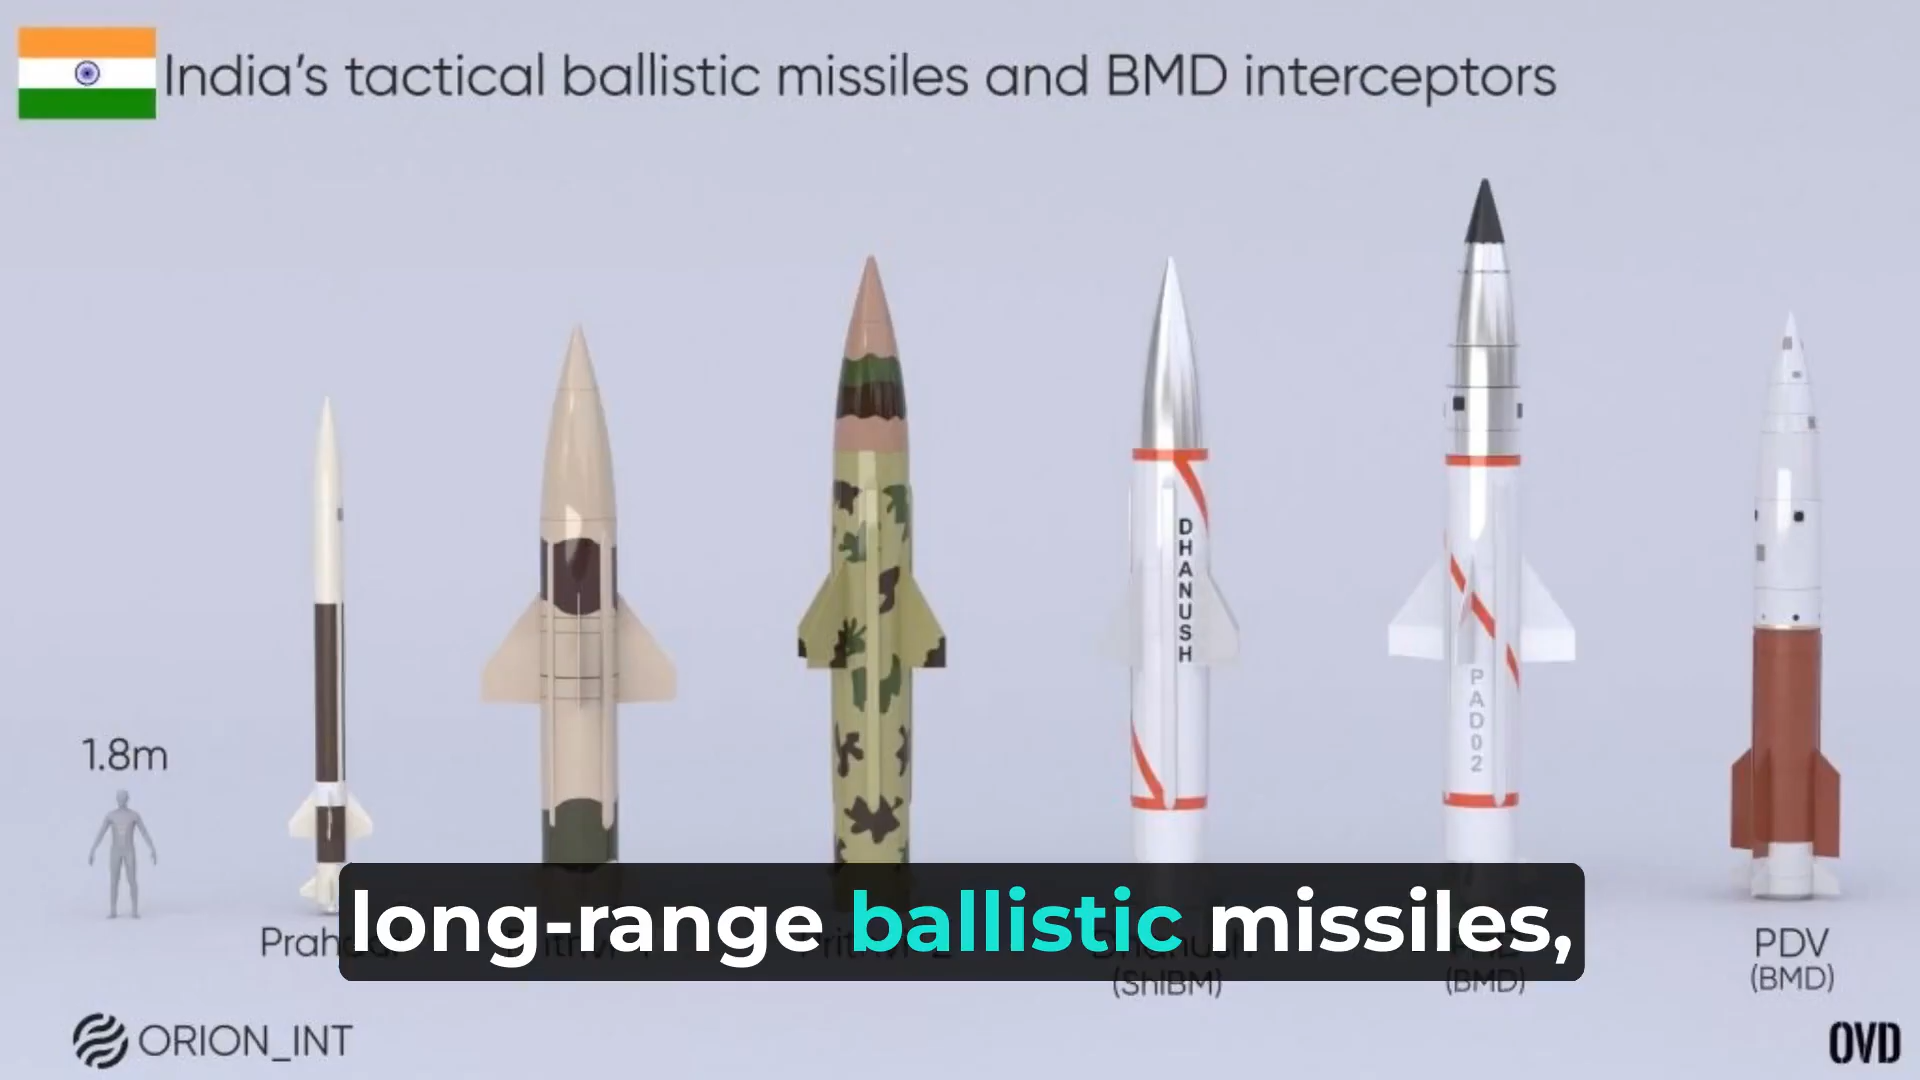 India's tactical ballistic missiles and BMD interceptors
DHANUSH
PAD02
1.8m
long-range ballistic missiles,
PDV
(ShIBM)
(BMD)
(BMD)
ORION_INT
OVD